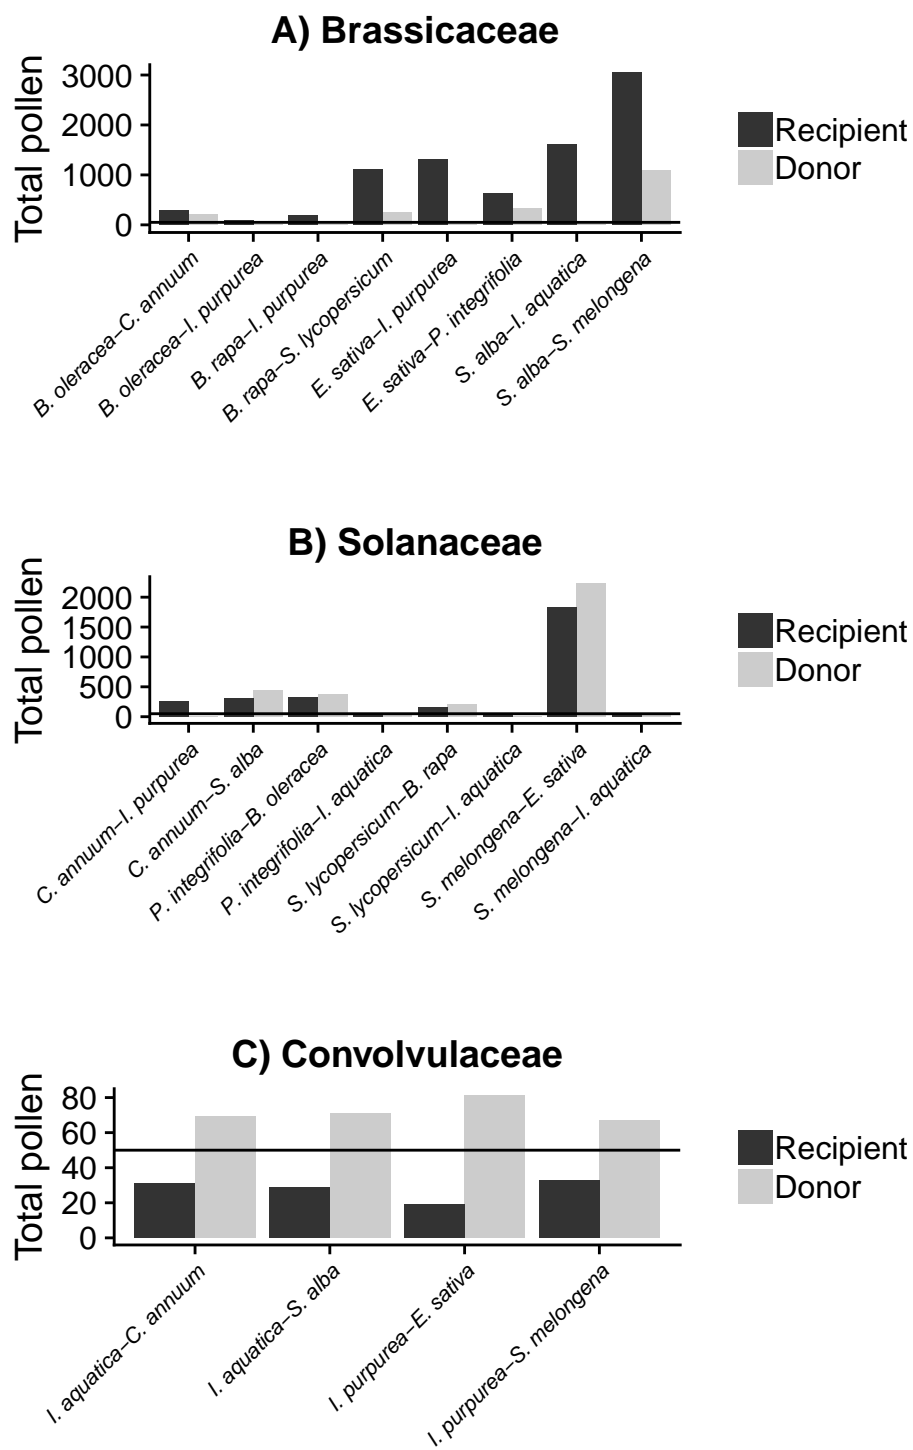 A) Brassicaceae
Total pollen
3000
2000
1000
0
B. oleracea−C. annuum
B. oleracea−I. purpurea
B. rapa−I. purpurea
B. rapa−S. lycopersicum
E. sativa−I. purpurea
E. sativa−P. integrifolia
S. alba−I. aquatica
S. alba−S. melongena
Recipient
Donor
B) Solanaceae
Total pollen
2000
1500
1000
500
0
C. annuum−I. purpurea
C. annuum−S. alba
P. integrifolia−B. oleracea
P. integrifolia−I. aquatica
S. lycopersicum−B. rapa
S. lycopersicum−I. aquatica
S. melongena−E. sativa
S. melongena−I. aquatica
Recipient
Donor
C) Convolvulaceae
Total pollen
80
60
40
20
0
I. aquatica−C. annuum
I. aquatica−S. alba
I. purpurea−E. sativa
I. purpurea−S. melongena
Recipient
Donor